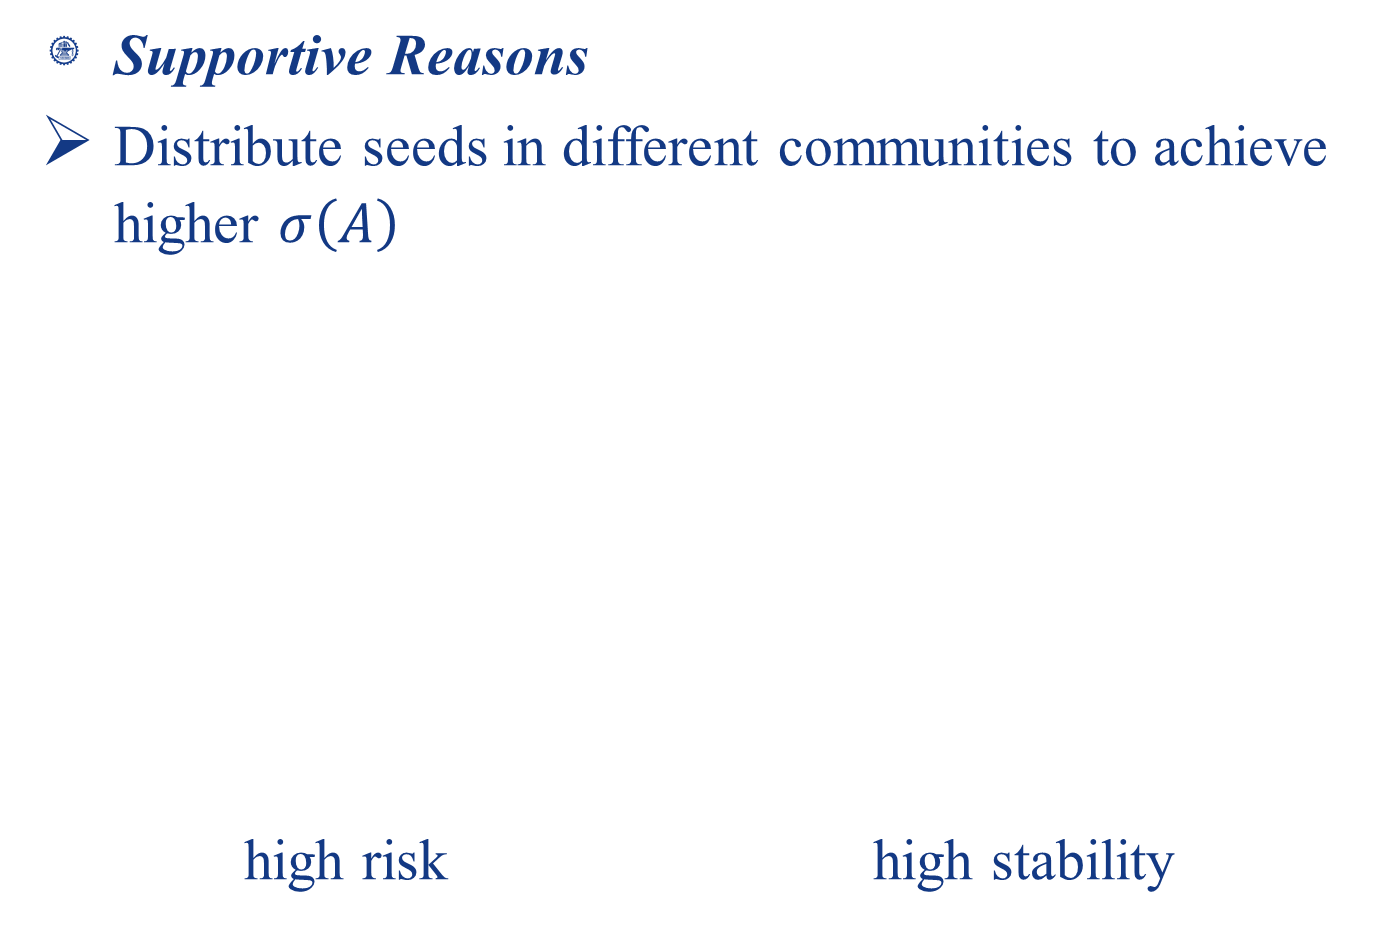 Supportive Reasons
Distribute seeds in different communities to achieve
higher σ(A)
high risk
high stability